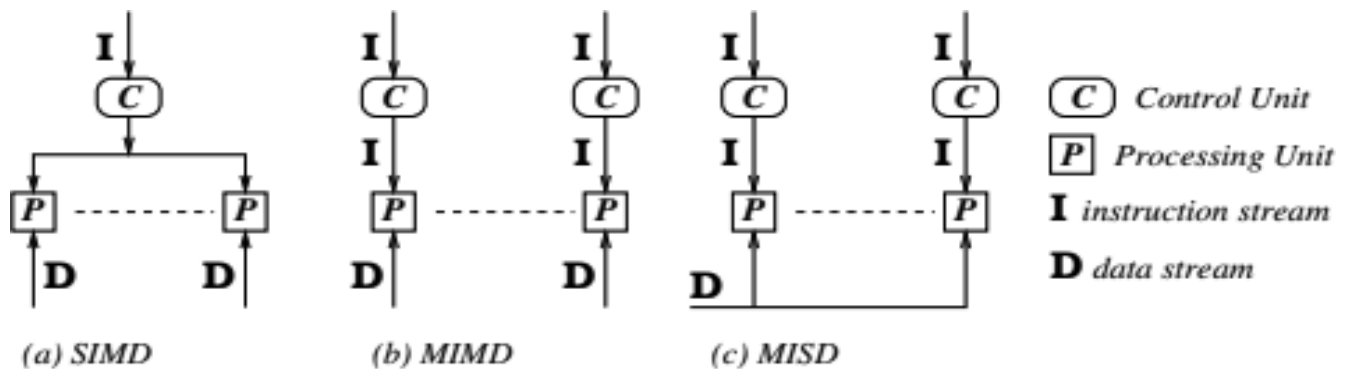 I I I I I
C C C C C C Control Unit
I I I I P Processing Unit
P P P P P P I instruction stream
D D D D D D data stream
(a) SIMD (b) MIMD (c) MISD